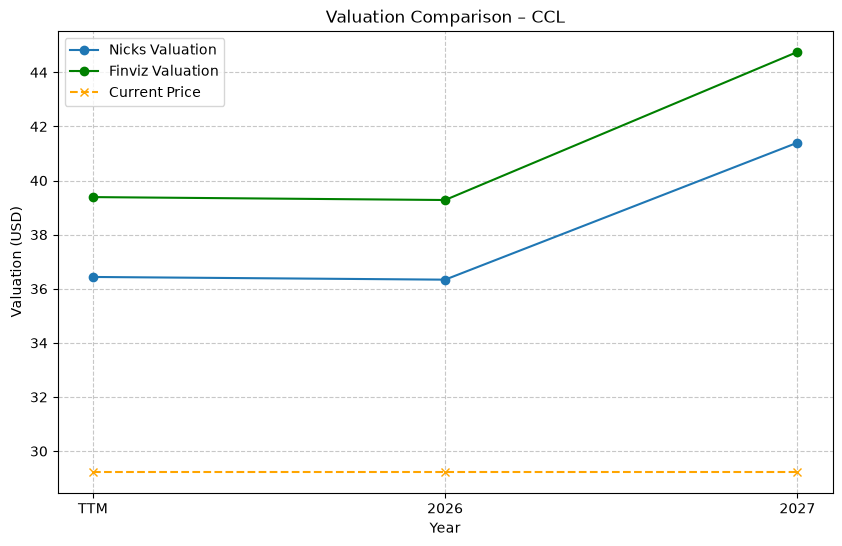 Valuation Comparison – CCL
Nicks Valuation
Finviz Valuation
Current Price
Valuation (USD)
44
42
40
38
36
34
32
30
TTM
2026
2027
Year